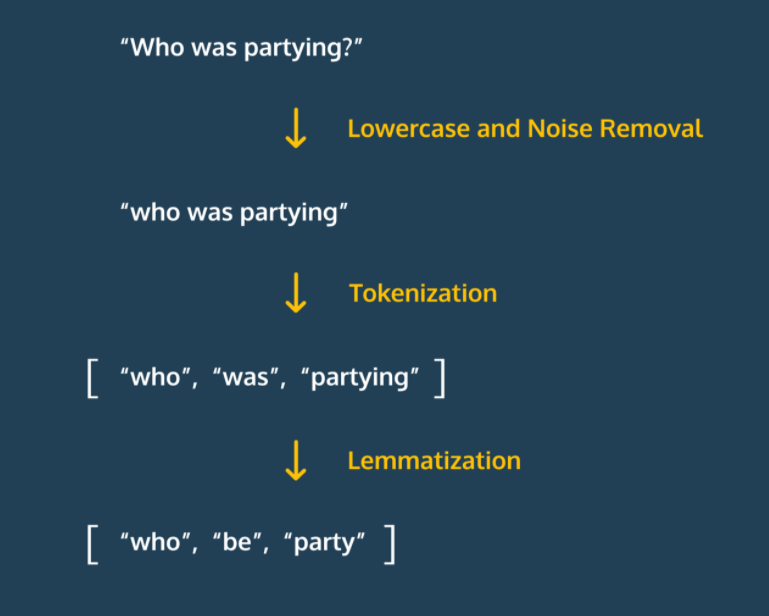 “Who was partying?”
↓ Lowercase and Noise Removal
“who was partying”
↓ Tokenization
[ “who”, “was”, “partying” ]
↓ Lemmatization
[ “who”, “be”, “party” ]